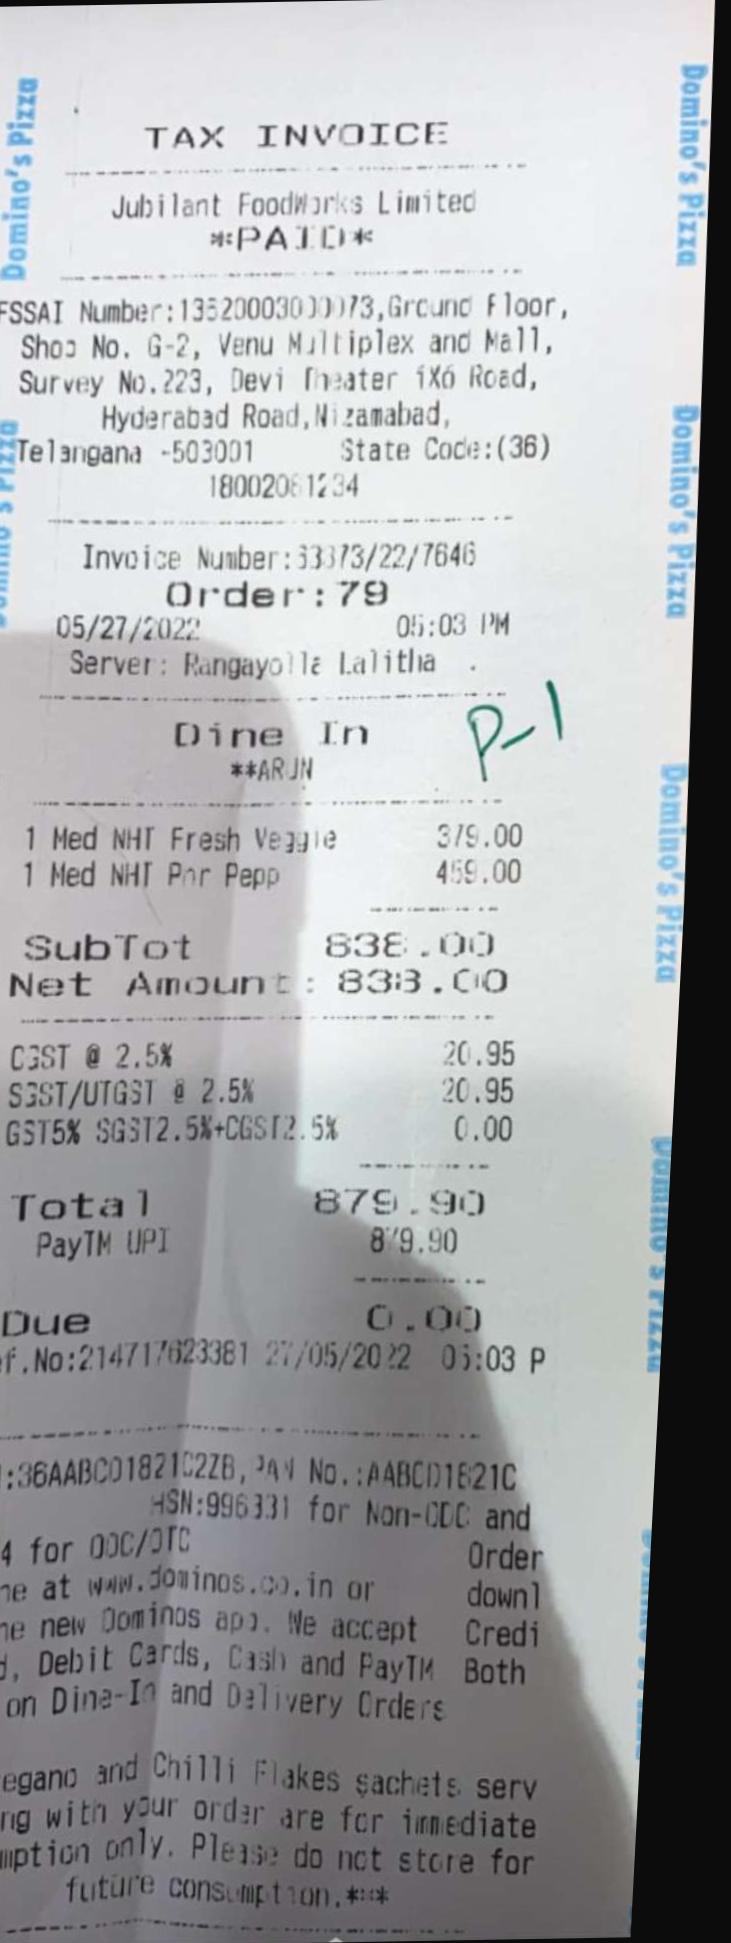 TAX INVOICE
Jubilant FoodWorks Limited
*PAID*
FSSAI Number:13520003000073,Ground Floor,
Shop No. G-2, Venu Multiplex and Mall,
Survey No.223, Devi Theater 1X6 Road,
Hyderabad Road,Nizamabad,
Telangana -503001 State Code:(36)
18002081234
Invoice Number:63373/22/7646
Order:79
05/27/2022 05:03 PM
Server: Rangayolla Lalitha .
P-1
Dine In
**ARJN
1 Med NHT Fresh Veggie 379.00
1 Med NHT Pnr Pepp 459.00
SubTot 838.00
Net Amount: 838.00
CGST @ 2.5% 20.95
SGST/UTGST @ 2.5% 20.95
GST5% SGST2.5%+CGST2.5% 0.00
Total 879.90
PayTM UPI 879.90
Due 0.00
ef.No:214717623381 27/05/2022 05:03 P
:36AABCD1821C2ZB, PAN No.:AABCD1821C
HSN:996331 for Non-ODC and
4 for ODC/OTC Order
ne at www.dominos.co.in or downl
he new Dominos app. We accept Credi
d, Debit Cards, Cash and PayTM Both
on Dine-In and Delivery Orders
egano and Chilli Flakes sachets serv
ng with your order are for immediate
mption only. Please do not store for
future consumption.***
Domino's Pizza
Domino's Pizza
Domino's Pizza
Domino's Pizza
Domino's Pizza
Domino's Pizza